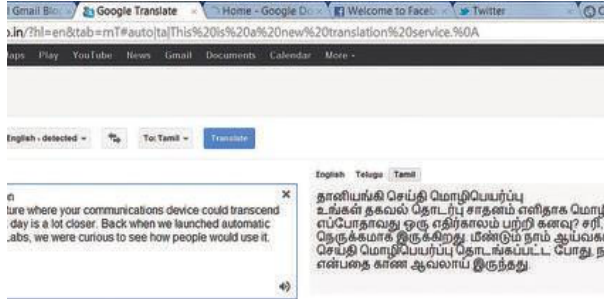 Gmail Blo Google Translate Home - Google Do Welcome to Faceb Twitter
o.in/?hl=en&tab=mT#auto|ta|This%20is%20a%20new%20translation%20service.%0A
Maps Play YouTube News Gmail Documents Calendar More
English - detected To: Tamil Translate
English Telugu Tamil
ture where your communications device could transcend
day is a lot closer. Back when we launched automatic
Labs, we were curious to see how people would use it.
தானியங்கி செய்தி மொழிபெயர்ப்பு
உங்கள் தகவல் தொடர்பு சாதனம் எளிதாக
எப்போதாவது ஒரு எதிர்காலம் பற்றி கனவு? சரி,
நெருக்கமாக இருக்கிறது. மீண்டும் நாம்
செய்தி மொழிபெயர்ப்பு தொடங்கப்பட்ட போது,
என்பதை காண ஆவலாய் இருந்தது.